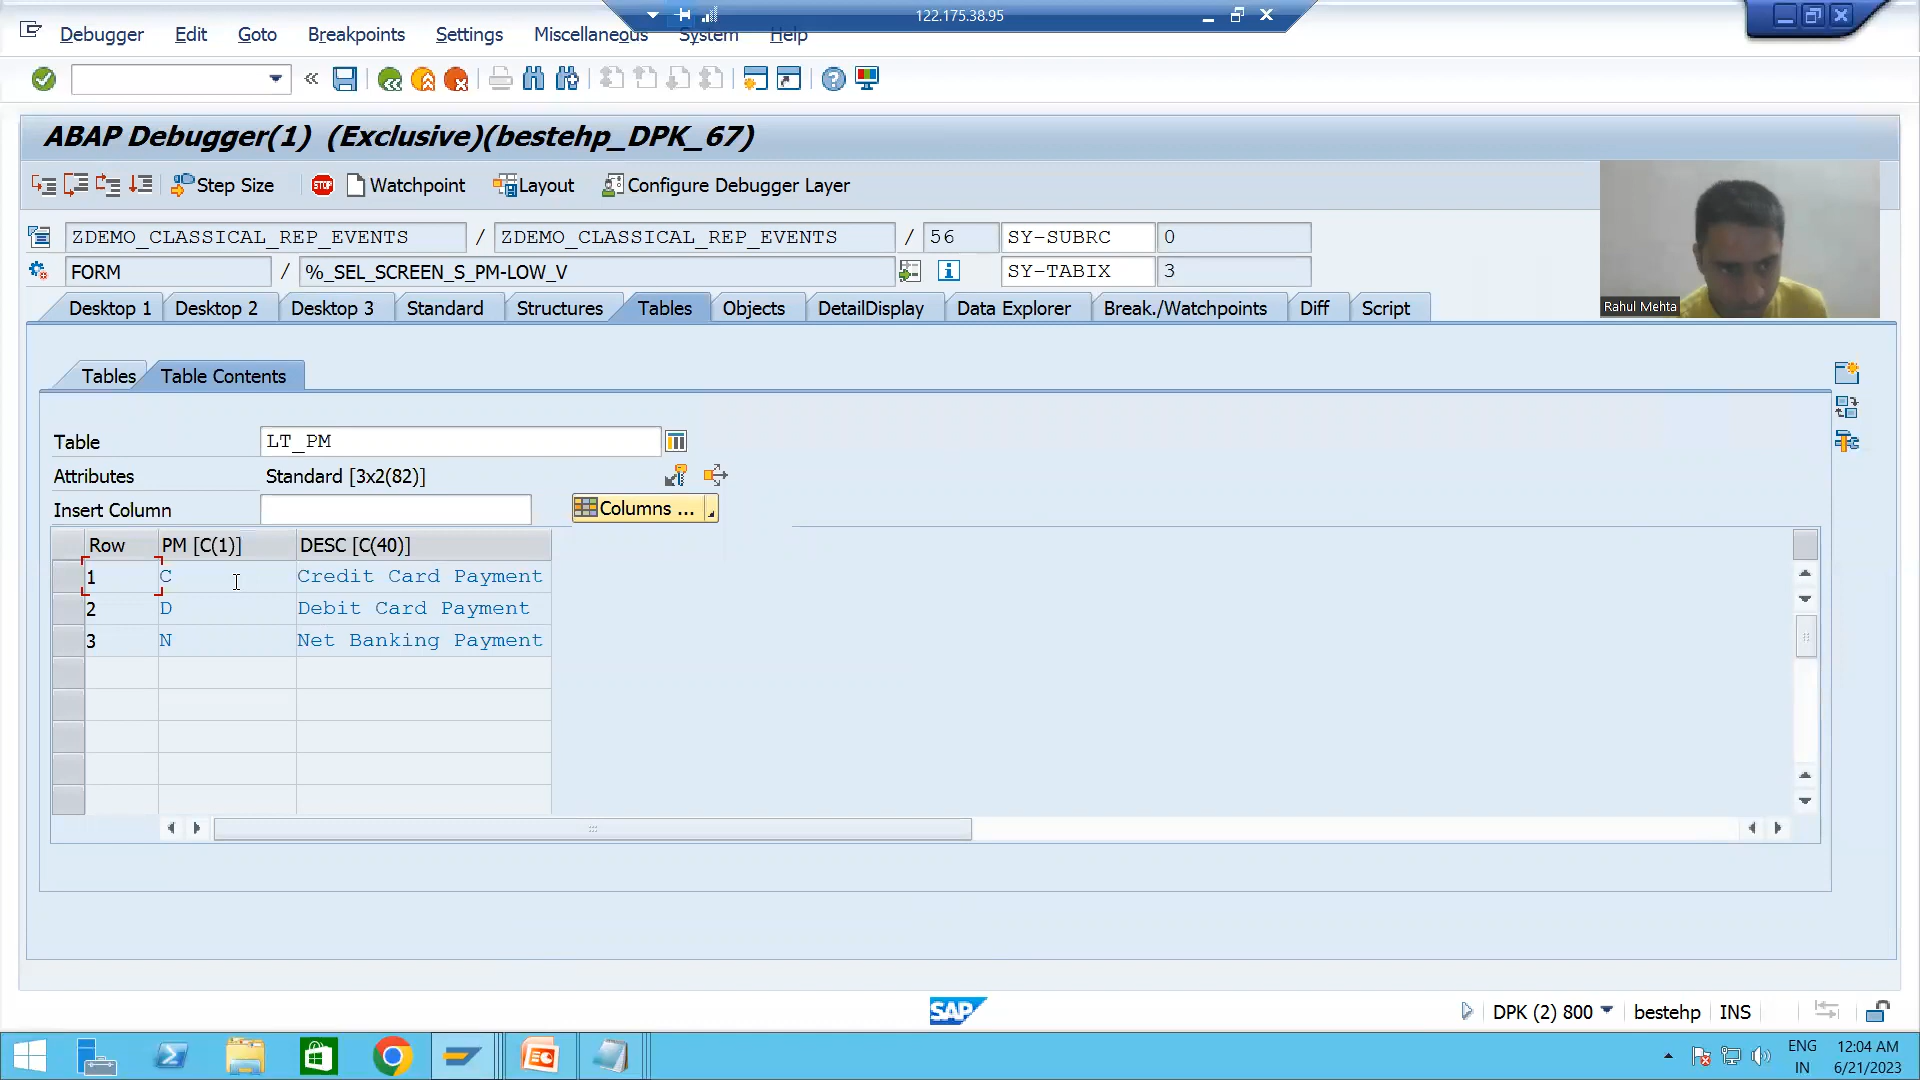 122.175.38.95
Debugger Edit Goto Breakpoints Settings Miscellaneous System Help
ABAP Debugger(1) (Exclusive)(bestehp_DPK_67)
Step Size STOP Watchpoint Layout Configure Debugger Layer
ZDEMO_CLASSICAL_REP_EVENTS / ZDEMO_CLASSICAL_REP_EVENTS / 56 SY-SUBRC 0
FORM / %_SEL_SCREEN_S_PM-LOW_V SY-TABIX 3
Rahul Mehta
Desktop 1 Desktop 2 Desktop 3 Standard Structures Tables Objects DetailDisplay Data Explorer Break./Watchpoints Diff Script
Tables Table Contents
Table LT_PM
Attributes Standard [3x2(82)]
Insert Column Columns ...
Row PM [C(1)] DESC [C(40)]
1 C Credit Card Payment
2 D Debit Card Payment
3 N Net Banking Payment
SAP DPK (2) 800 bestehp INS
ENG 12:04 AM
IN 6/21/2023